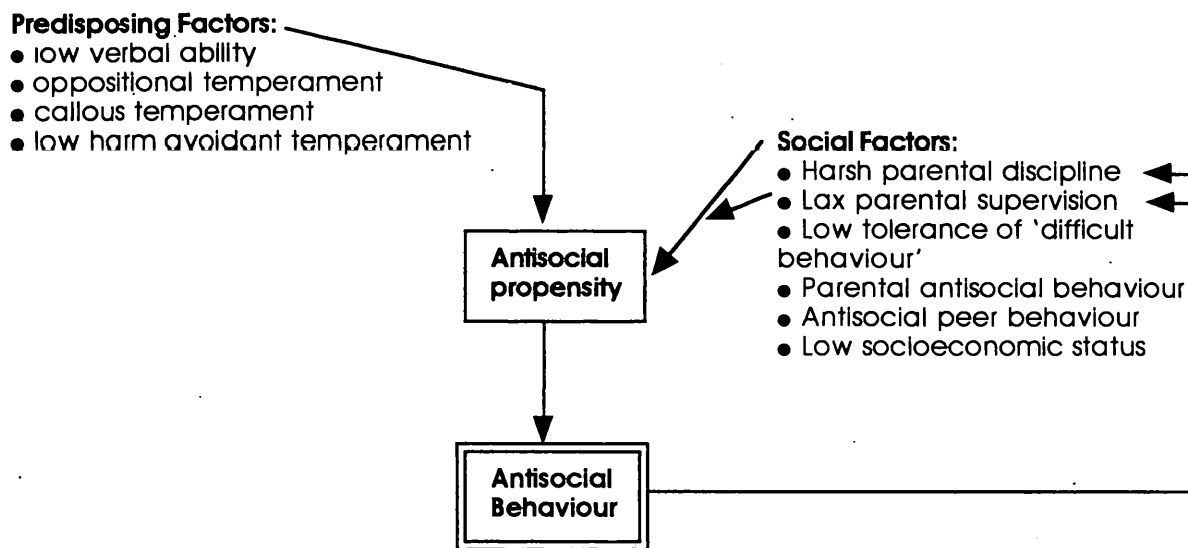 Predisposing Factors:
● low verbal ability
● oppositional temperament
● callous temperament
● low harm avoidant temperament
Social Factors:
● Harsh parental discipline
● Lax parental supervision
● Low tolerance of 'difficult
behaviour'
● Parental antisocial behaviour
● Antisocial peer behaviour
● Low socioeconomic status
Antisocial
propensity
Antisocial
Behaviour